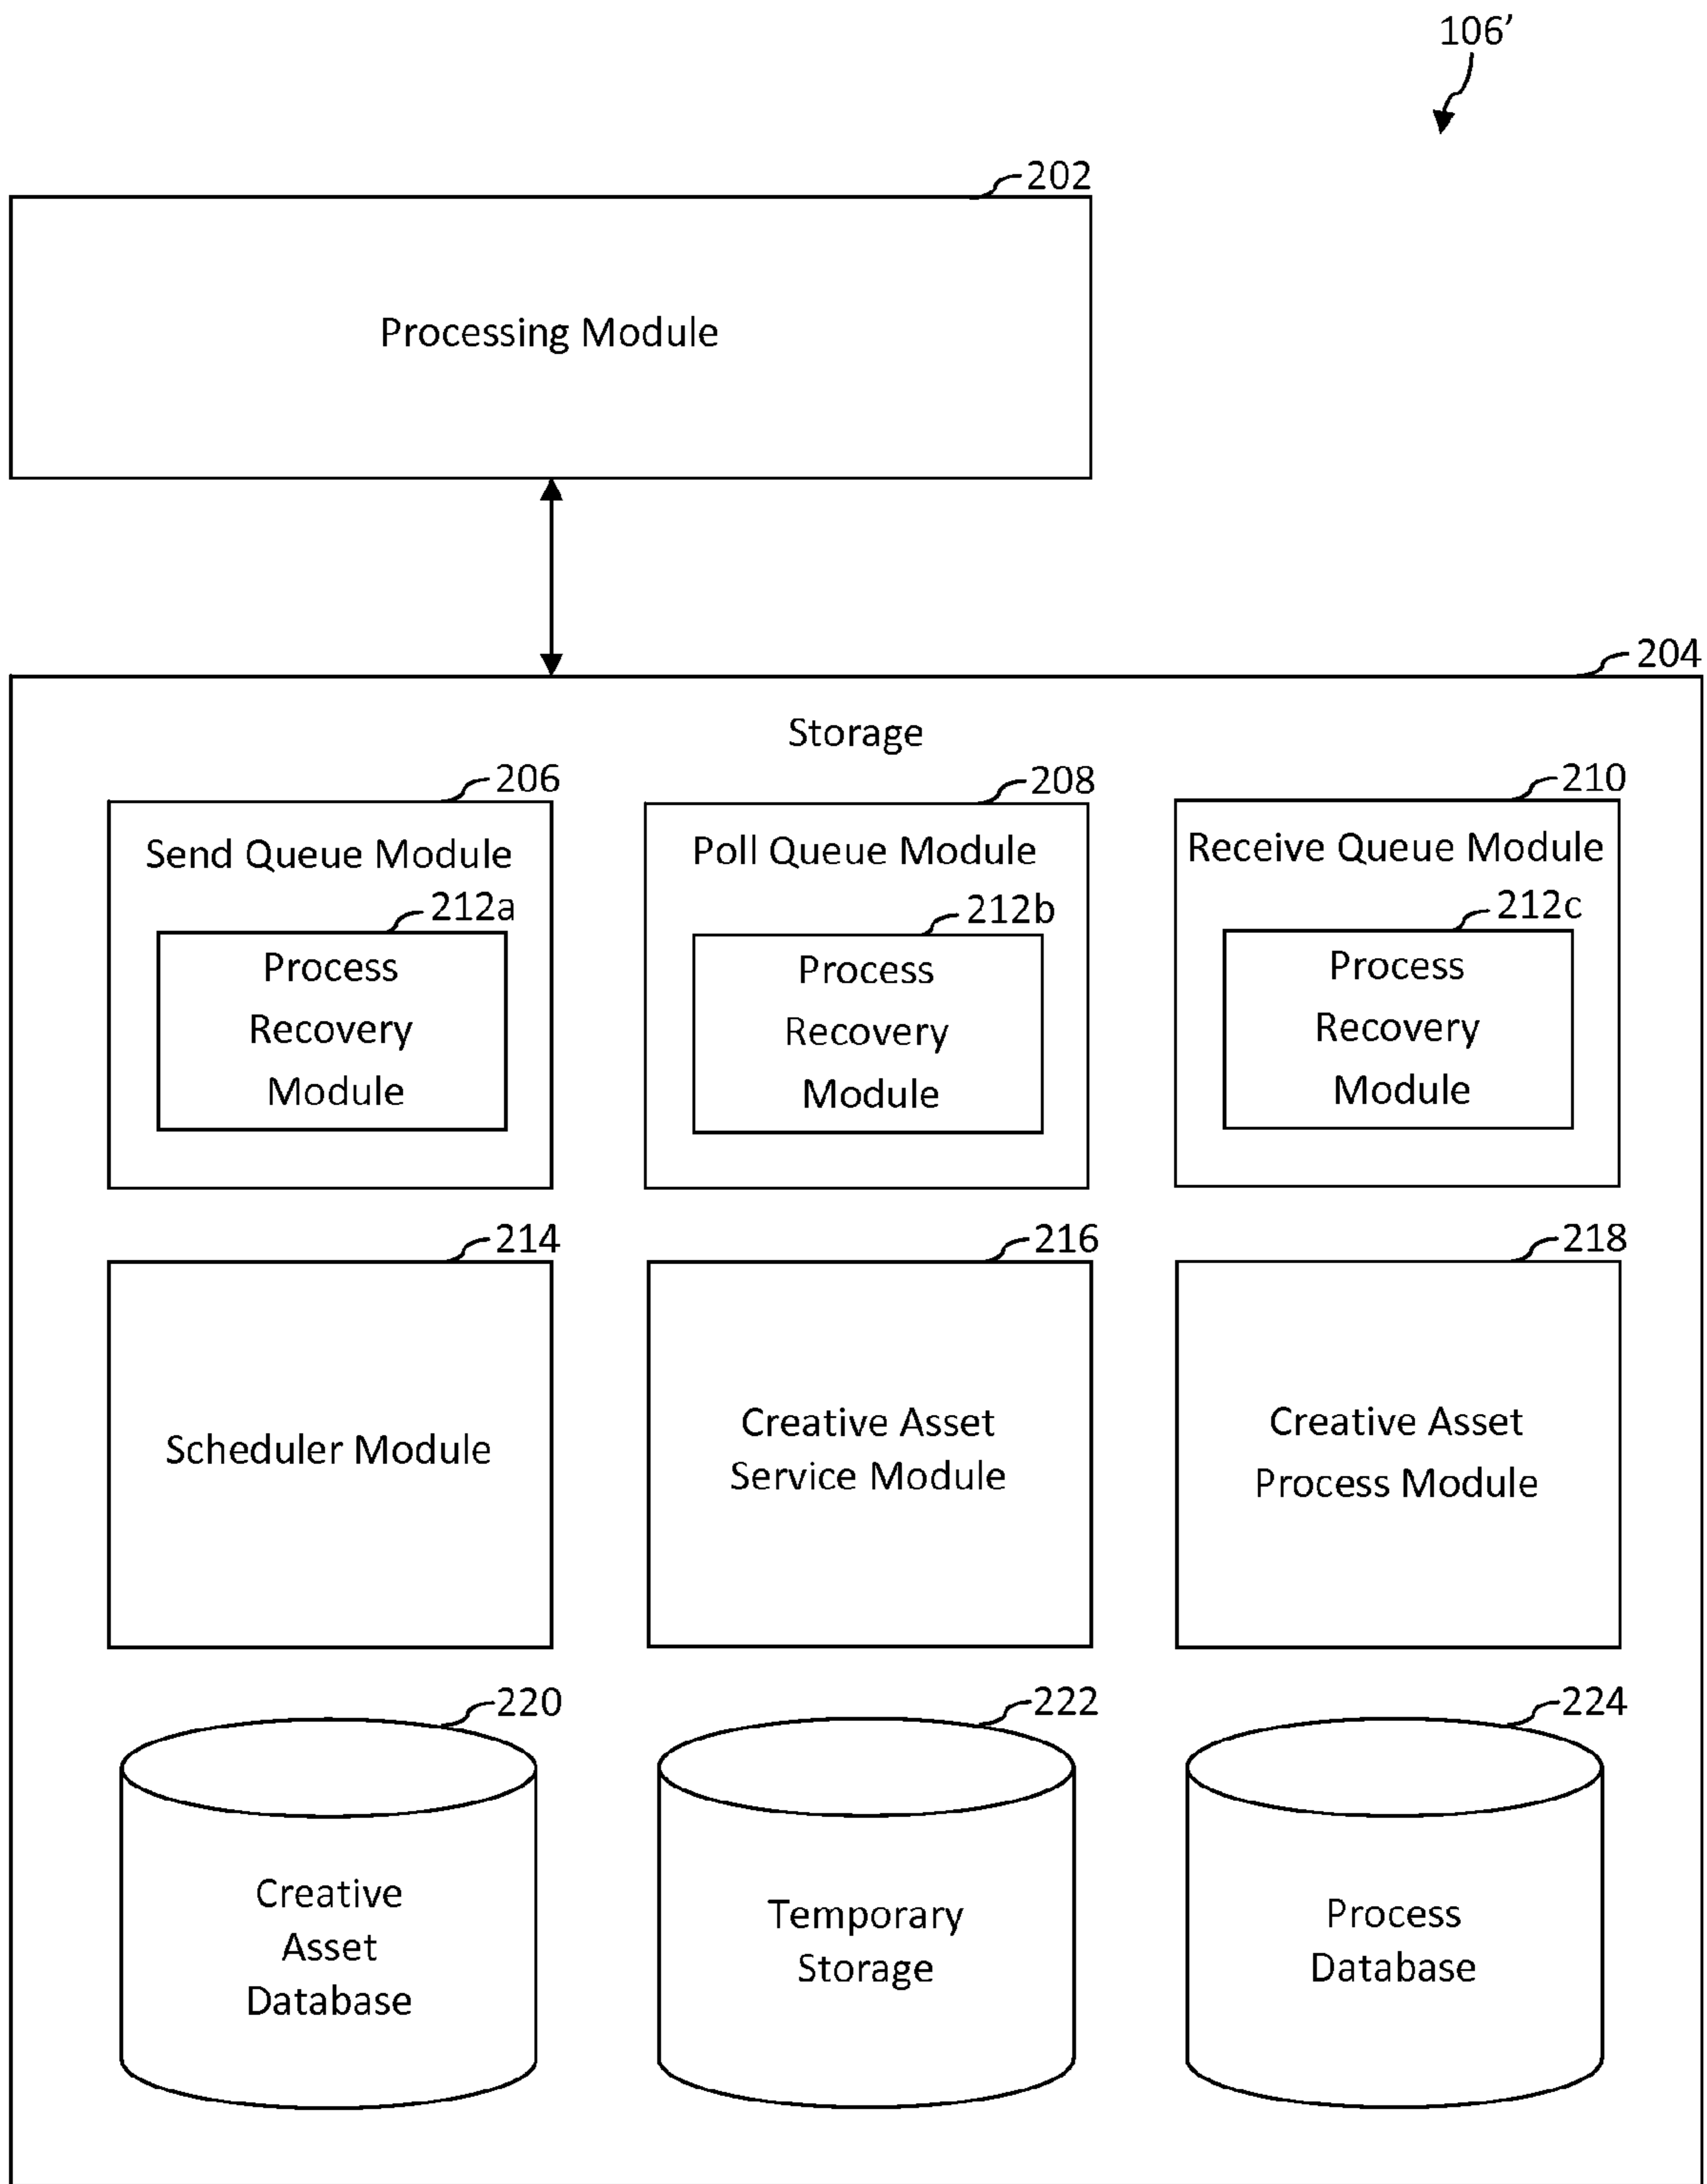 106’
202
Processing Module
204
Storage
206
Send Queue Module
212a
Process
Recovery
Module
208
Poll Queue Module
212b
Process
Recovery
Module
210
Receive Queue Module
212c
Process
Recovery
Module
214
Scheduler Module
216
Creative Asset
Service Module
218
Creative Asset
Process Module
220
Creative
Asset
Database
222
Temporary
Storage
224
Process
Database